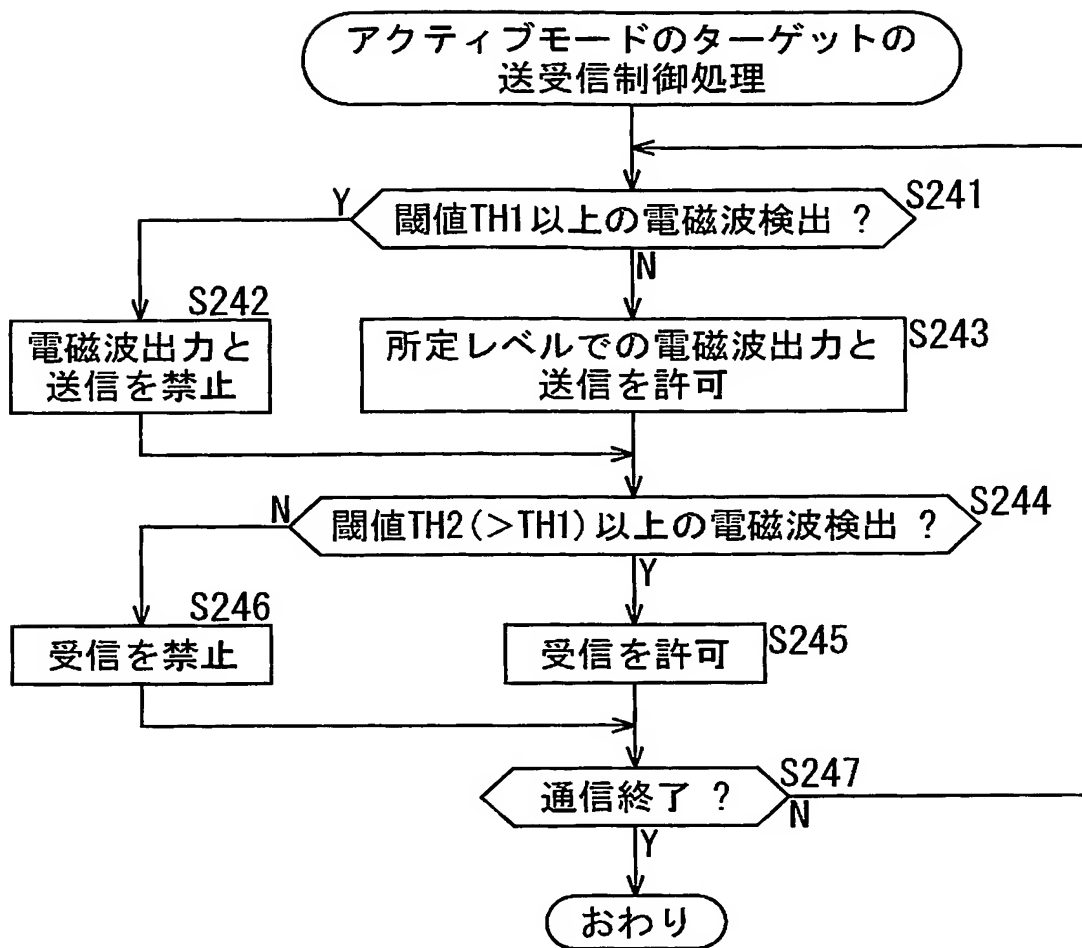 アクティブモードのターゲットの
送受信制御処理
Y
閾値TH1以上の電磁波検出 ?
S241
N
S242
電磁波出力と
送信を禁止
所定レベルでの電磁波出力と
送信を許可
S243
N
閾値TH2(>TH1)以上の電磁波検出 ?
S244
Y
S246
受信を禁止
受信を許可
S245
通信終了 ?
S247
N
Y
おわり